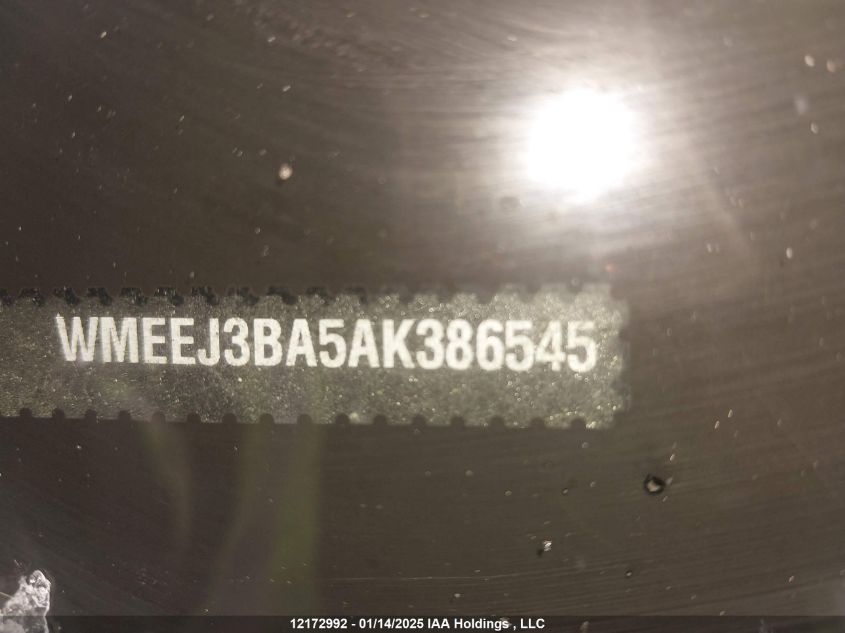 WMEEJ3BA5AK386545
12172992 - 01/14/2025 IAA Holdings , LLC